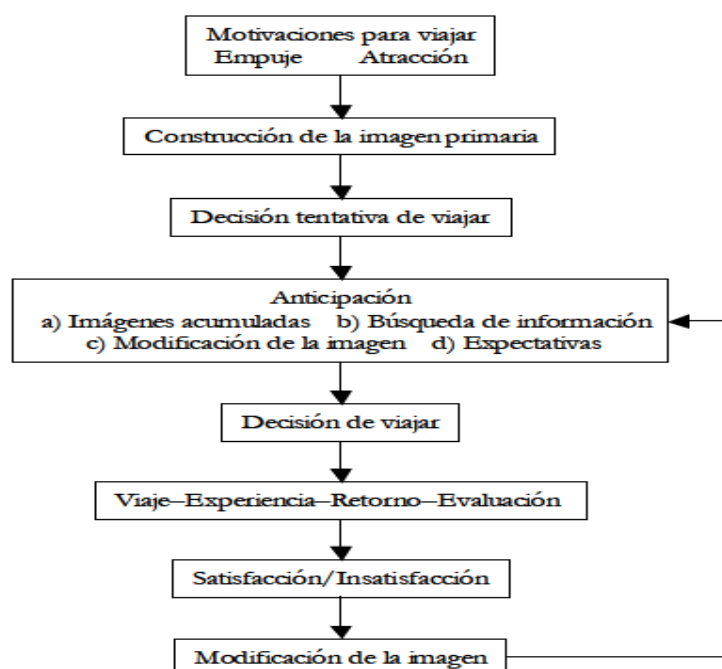 Motivaciones para viajar
Empuje Atracción
Construcción de la imagen primaria
Decisión tentativa de viajar
Anticipación
a) Imágenes acumuladas b) Búsqueda de información
c) Modificación de la imagen d) Expectativas
Decisión de viajar
Viaje–Experiencia–Retorno–Evaluación
Satisfacción/Insatisfacción
Modificación de la imagen